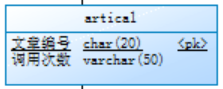 artical
文章编号 char(20) <pk>
调用次数 varchar(50)